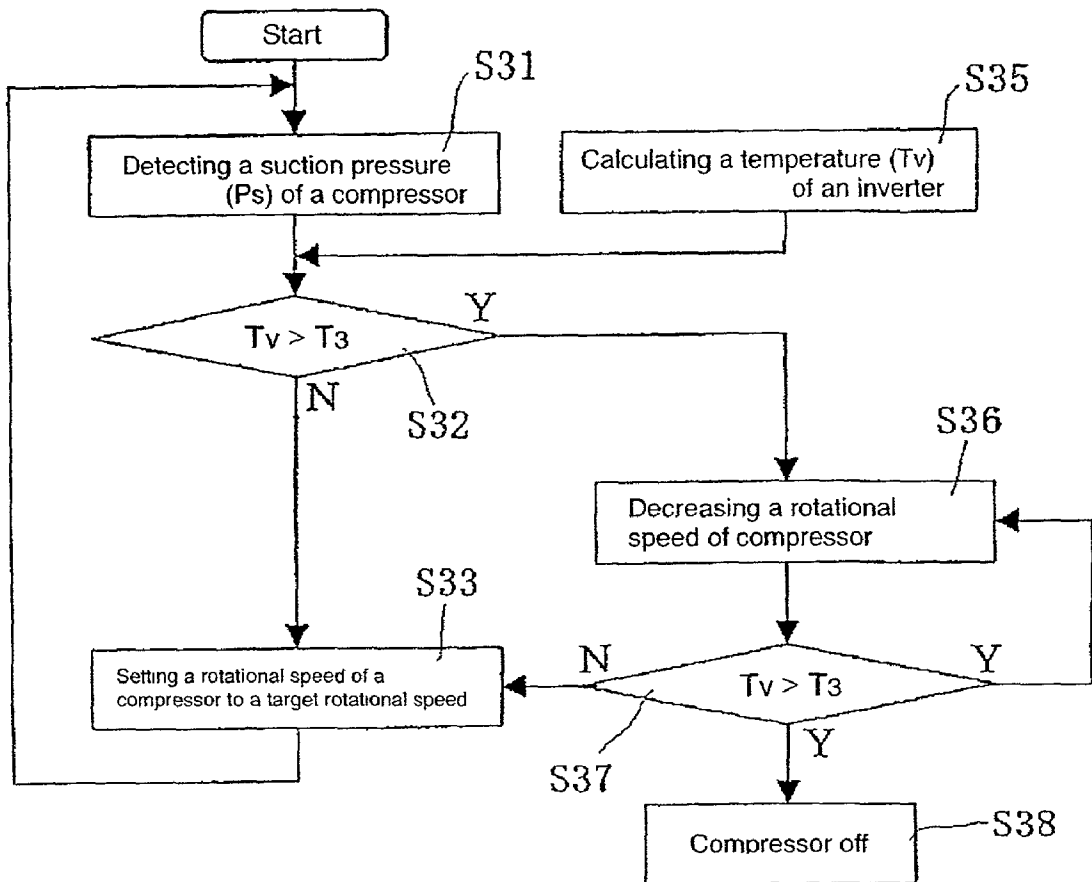 Start
S31
Detecting a suction pressure
(Ps) of a compressor
S35
Calculating a temperature (Tv)
of an inverter
Tv > T3
Y
N
S32
S36
Decreasing a rotational
speed of compressor
S33
Setting a rotational speed of a
compressor to a target rotational speed
N
Tv > T3
Y
Y
S37
S38
Compressor off